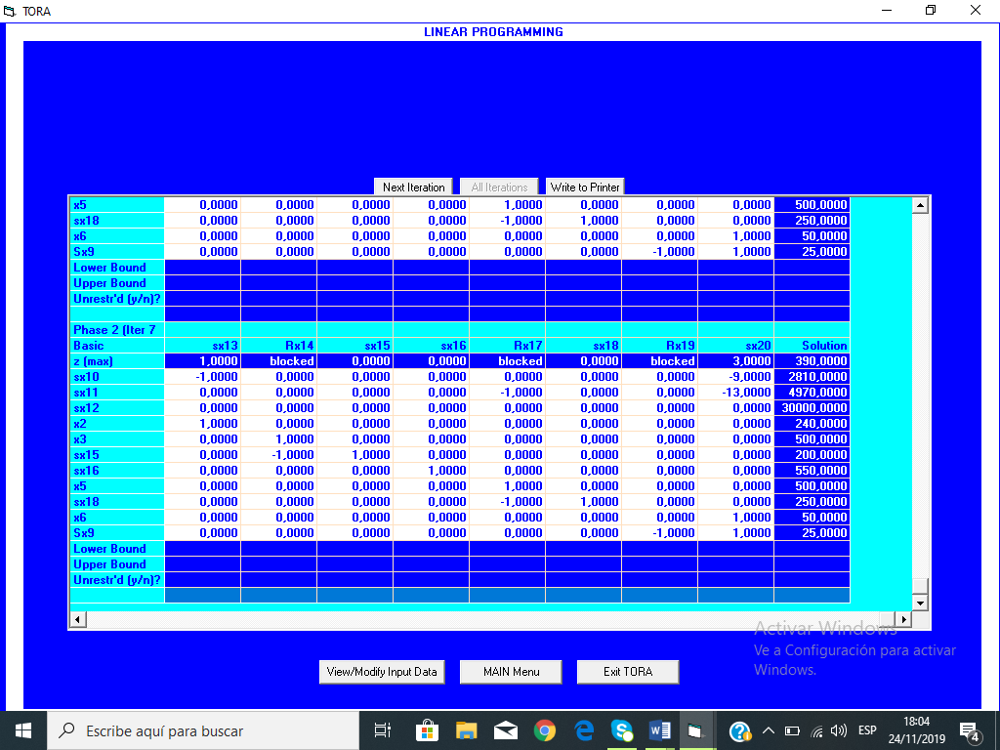 TORA
LINEAR PROGRAMMING
Next Iteration All Iterations Write to Printer
x5 0,0000 0,0000 0,0000 0,0000 1,0000 0,0000 0,0000 0,0000 500,0000
sx18 0,0000 0,0000 0,0000 0,0000 -1,0000 1,0000 0,0000 0,0000 250,0000
x6 0,0000 0,0000 0,0000 0,0000 0,0000 0,0000 0,0000 1,0000 50,0000
Sx9 0,0000 0,0000 0,0000 0,0000 0,0000 0,0000 -1,0000 1,0000 25,0000
Lower Bound
Upper Bound
Unrestr'd (y/n)?
Phase 2 (Iter 7
Basic sx13 Rx14 sx15 sx16 Rx17 sx18 Rx19 sx20 Solution
z (max) 1,0000 blocked 0,0000 0,0000 blocked 0,0000 blocked 3,0000 390,0000
sx10 -1,0000 0,0000 0,0000 0,0000 0,0000 0,0000 0,0000 -9,0000 2810,0000
sx11 0,0000 0,0000 0,0000 0,0000 -1,0000 0,0000 0,0000 -13,0000 4970,0000
sx12 0,0000 0,0000 0,0000 0,0000 0,0000 0,0000 0,0000 0,0000 30000,0000
x2 1,0000 0,0000 0,0000 0,0000 0,0000 0,0000 0,0000 0,0000 240,0000
x3 0,0000 1,0000 0,0000 0,0000 0,0000 0,0000 0,0000 0,0000 500,0000
sx15 0,0000 -1,0000 1,0000 0,0000 0,0000 0,0000 0,0000 0,0000 200,0000
sx16 0,0000 0,0000 0,0000 1,0000 0,0000 0,0000 0,0000 0,0000 550,0000
x5 0,0000 0,0000 0,0000 0,0000 1,0000 0,0000 0,0000 0,0000 500,0000
sx18 0,0000 0,0000 0,0000 0,0000 -1,0000 1,0000 0,0000 0,0000 250,0000
x6 0,0000 0,0000 0,0000 0,0000 0,0000 0,0000 0,0000 1,0000 50,0000
Sx9 0,0000 0,0000 0,0000 0,0000 0,0000 0,0000 -1,0000 1,0000 25,0000
Lower Bound
Upper Bound
Unrestr'd (y/n)?
Activar Windows
Ve a Configuración para activar
Windows.
View/Modify Input Data MAIN Menu Exit TORA
Escribe aquí para buscar
ESP
18:04
24/11/2019
4